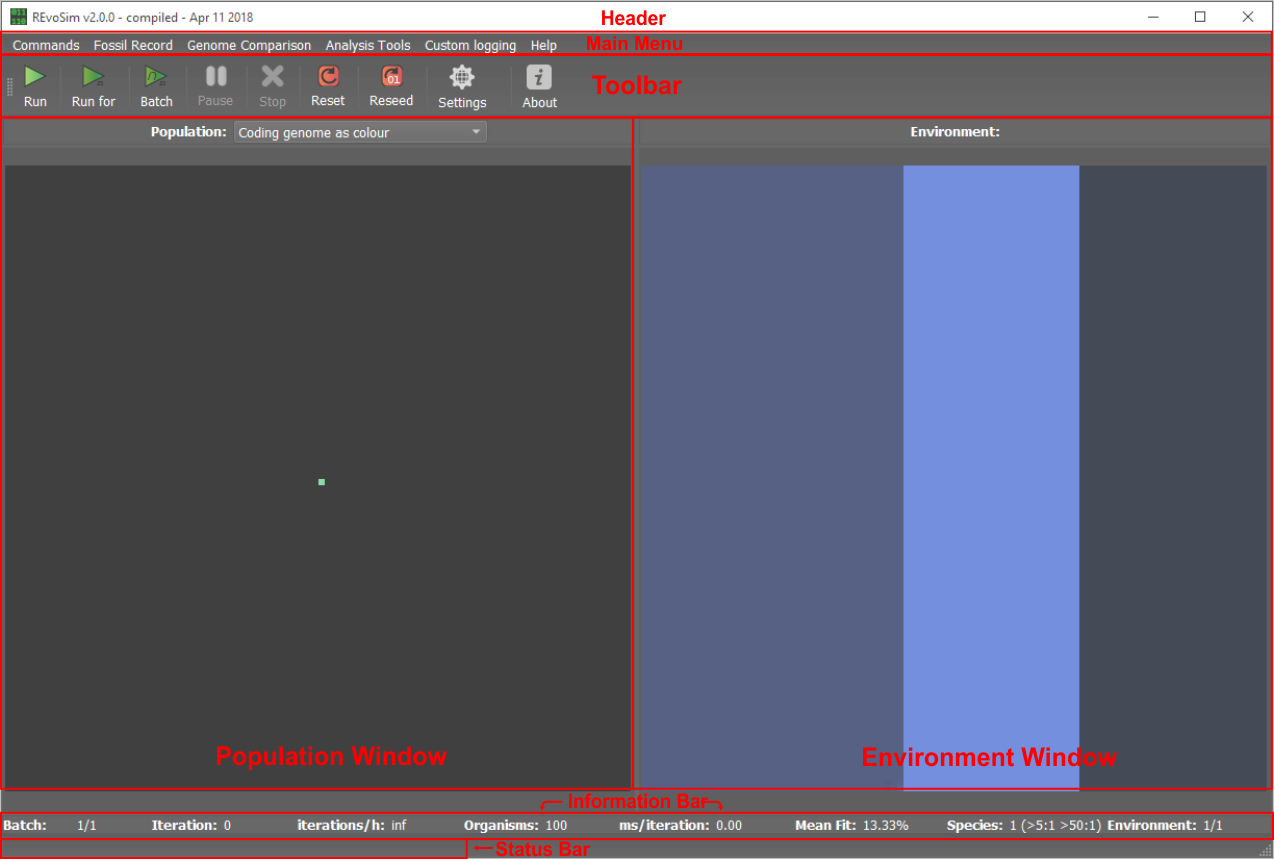 REvoSim v2.0.0 - compiled - Apr 11 2018
Header
Commands Fossil Record Genome Comparison Analysis Tools Custom logging Help
Main Menu
Run Run for Batch Pause Stop Reset Reseed Settings About
Toolbar
Population: Coding genome as colour
Environment:
Population Window
Environment Window
Information Bar
Batch: 1/1 Iteration: 0 iterations/h: inf Organisms: 100 ms/iteration: 0.00 Mean Fit: 13.33% Species: 1 (>5:1 >50:1) Environment: 1/1
Status Bar